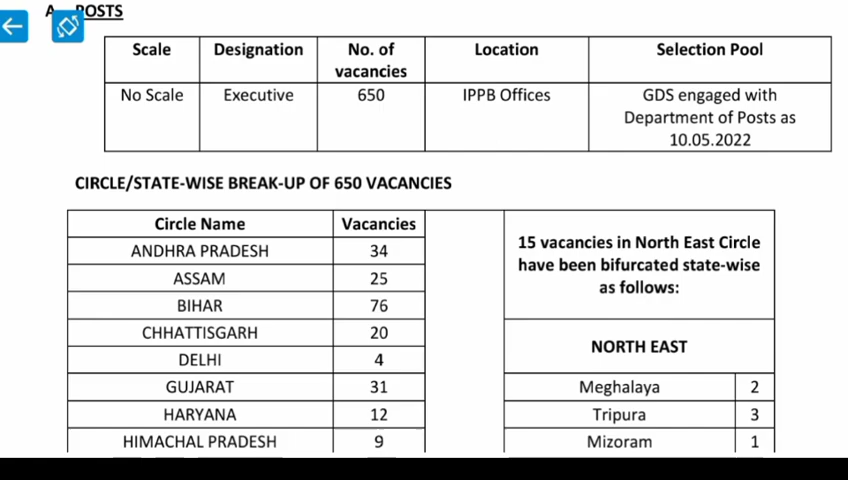 POSTS
Scale Designation No. of vacancies Location Selection Pool
No Scale Executive 650 IPPB Offices GDS engaged with
Department of Posts as
10.05.2022
CIRCLE/STATE-WISE BREAK-UP OF 650 VACANCIES
Circle Name Vacancies
ANDHRA PRADESH 34
ASSAM 25
BIHAR 76
CHHATTISGARH 20
DELHI 4
GUJARAT 31
HARYANA 12
HIMACHAL PRADESH 9
15 vacancies in North East Circle
have been bifurcated state-wise
as follows:
NORTH EAST
Meghalaya 2
Tripura 3
Mizoram 1